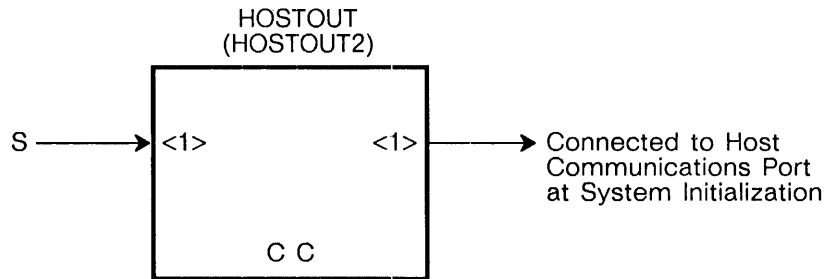 HOSTOUT
(HOSTOUT2)
S
<1>
<1>
Connected to Host
Communications Port
at System Initialization
C C